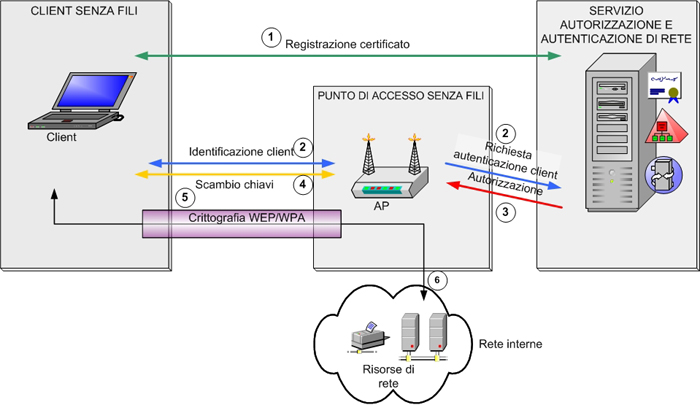 CLIENT SENZA FILI
SERVIZIO
AUTORIZZAZIONE E
AUTENTICAZIONE DI RETE
1
Registrazione certificato
Client
PUNTO DI ACCESSO SENZA FILI
Identificazione client
2
Scambio chiavi
4
AP
2
Richiesta
autenticazione client
Autorizzazione
3
5
Crittografia WEP/WPA
6
Risorse di
rete
Rete interne